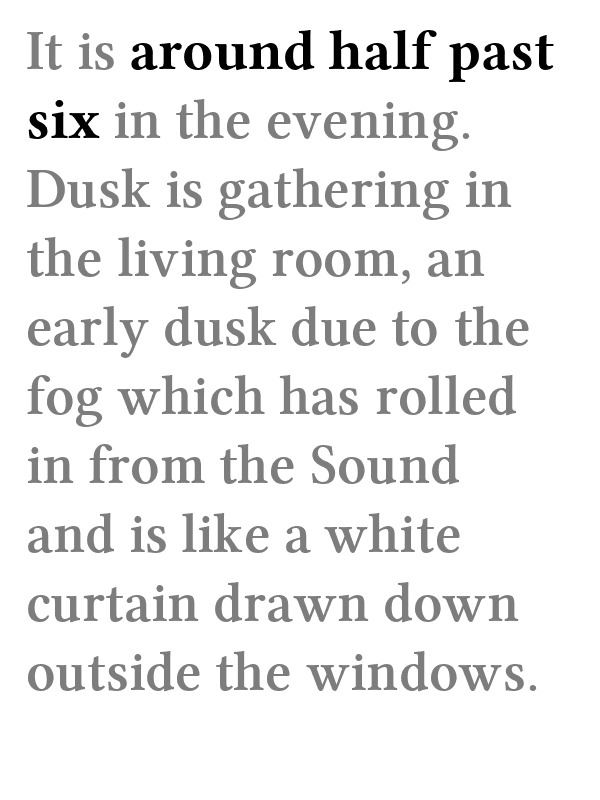 It is around half past
six in the evening.
Dusk is gathering in
the living room, an
early dusk due to the
fog which has rolled
in from the Sound
and is like a white
curtain drawn down
outside the windows.